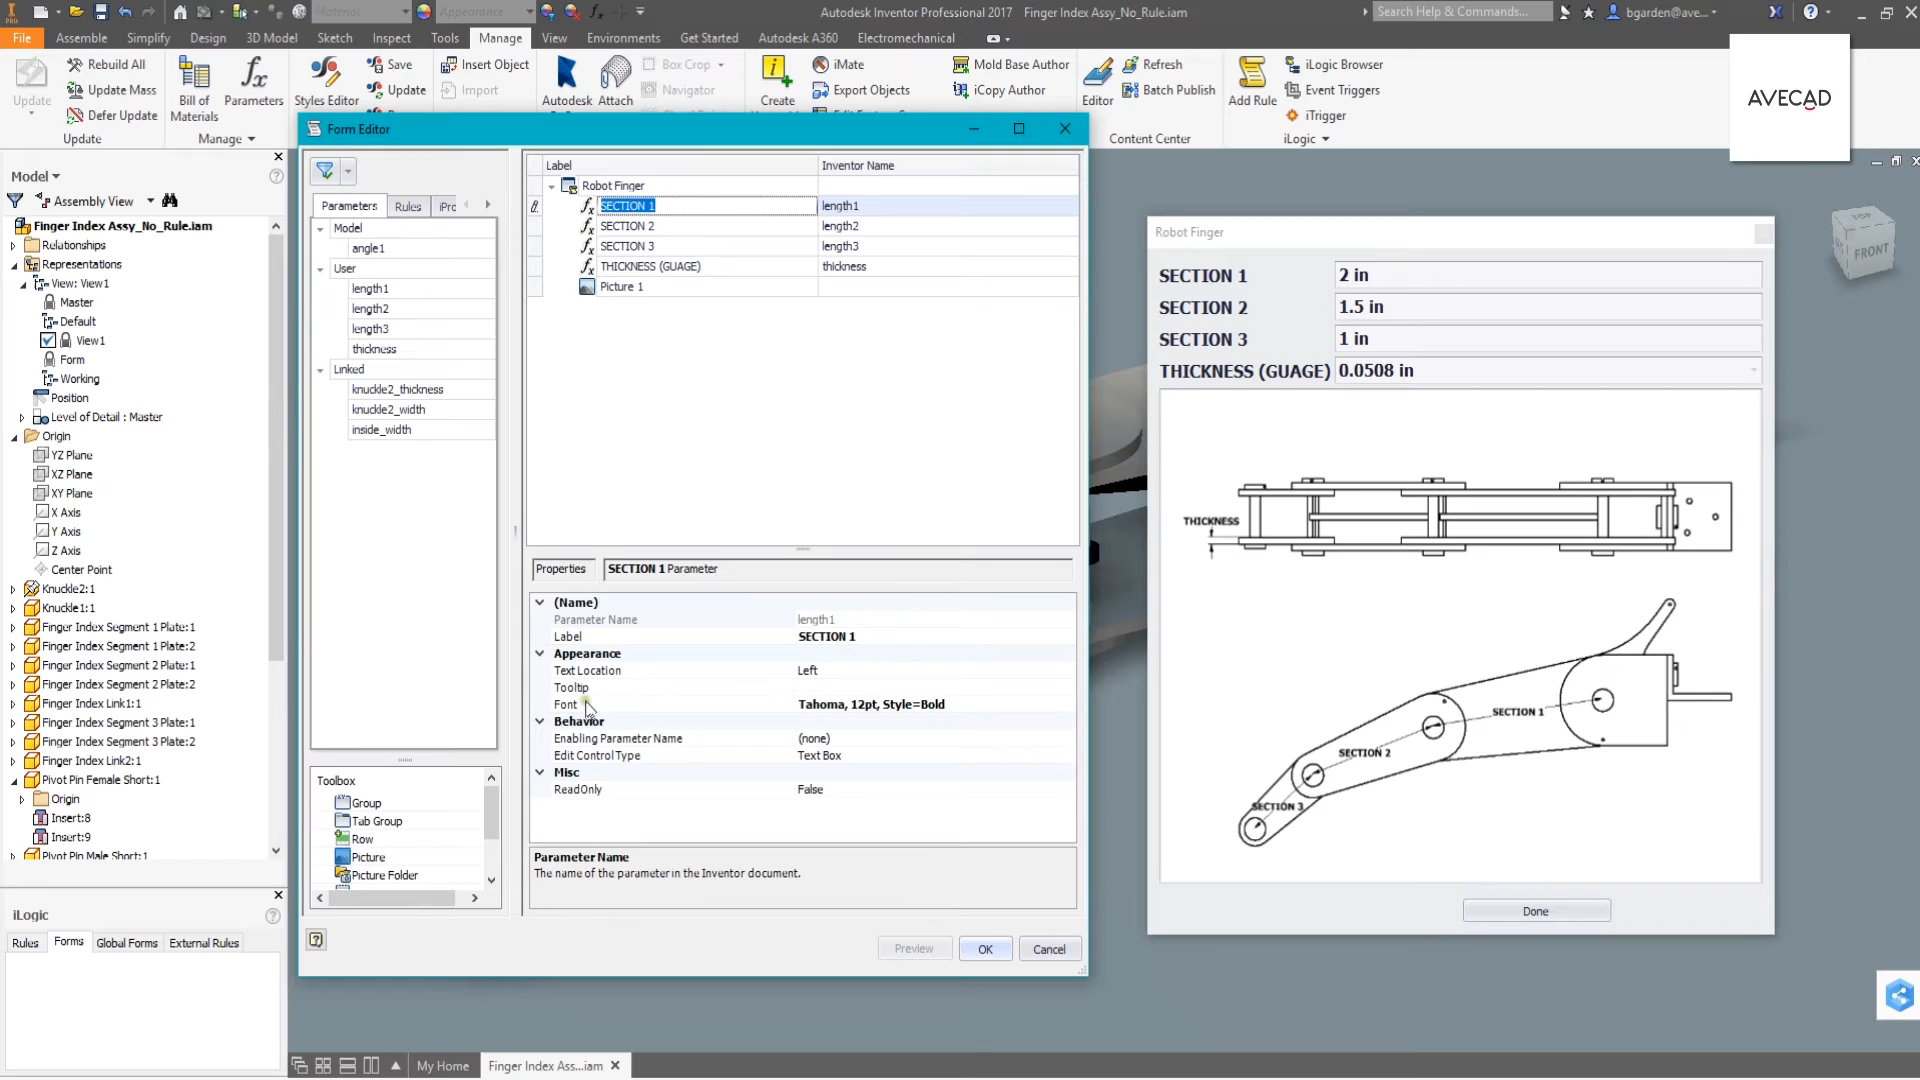 Material
Appearance
Autodesk Inventor Professional 2017 Finger Index Assy_No_Rule.iam
Search Help & Commands...
bgarden@ave...
PRO
File Assemble Simplify Design 3D Model Sketch Inspect Tools Manage View Environments Get Started Autodesk A360 Electromechanical
Update
Rebuild All
Update Mass
Defer Update
Update
Bill of
Materials
Parameters
Manage
Styles Editor
Save
Update
Insert Object
Import
Autodesk
Attach
Box Crop
Navigator
Create
iMate
Export Objects
Mold Base Author
iCopy Author
Editor
Refresh
Batch Publish
Content Center
Add Rule
iLogic Browser
Event Triggers
iTrigger
iLogic
AVECAD
Model
Assembly View
Finger Index Assy_No_Rule.iam
Relationships
Representations
View: View1
Master
Default
View1
Form
Working
Position
Level of Detail : Master
Origin
YZ Plane
XZ Plane
XY Plane
X Axis
Y Axis
Z Axis
Center Point
Knuckle2:1
Knuckle1:1
Finger Index Segment 1 Plate:1
Finger Index Segment 1 Plate:2
Finger Index Segment 2 Plate:1
Finger Index Segment 2 Plate:2
Finger Index Link1:1
Finger Index Segment 3 Plate:1
Finger Index Segment 3 Plate:2
Finger Index Link2:1
Pivot Pin Female Short:1
Origin
Insert:8
Insert:9
Pivot Pin Male Short:1
iLogic
Rules Forms Global Forms External Rules
Form Editor
Parameters Rules iPro
Model
angle1
User
length1
length2
length3
thickness
Linked
knuckle2_thickness
knuckle2_width
inside_width
Toolbox
Group
Tab Group
Row
Picture
Picture Folder
Label Inventor Name
Robot Finger
SECTION 1 length1
SECTION 2 length2
SECTION 3 length3
THICKNESS (GUAGE) thickness
Picture 1
Properties SECTION 1 Parameter
(Name)
Parameter Name length1
Label SECTION 1
Appearance
Text Location Left
Tooltip
Font Tahoma, 12pt, Style=Bold
Behavior
Enabling Parameter Name (none)
Edit Control Type Text Box
Misc
ReadOnly False
Parameter Name
The name of the parameter in the Inventor document.
Preview OK Cancel
Robot Finger
SECTION 1 2 in
SECTION 2 1.5 in
SECTION 3 1 in
THICKNESS (GUAGE) 0.0508 in
THICKNESS
SECTION 1
SECTION 2
SECTION 3
Done
TOP
FRONT
My Home Finger Index Ass...iam